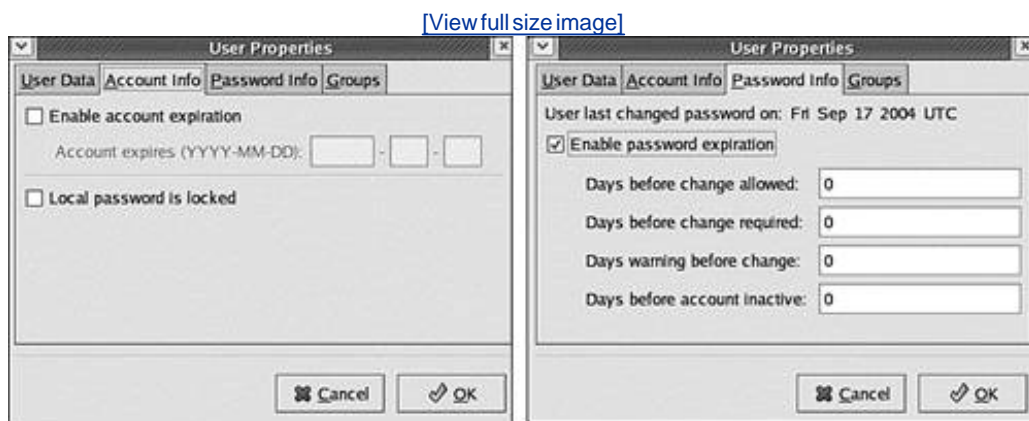 [View full size image]
User Properties
User Data Account Info Password Info Groups
Enable account expiration
Account expires (YYYY-MM-DD): - -
Local password is locked
Cancel OK
User Properties
User Data Account Info Password Info Groups
User last changed password on: Fri Sep 17 2004 UTC
Enable password expiration
Days before change allowed: 0
Days before change required: 0
Days warning before change: 0
Days before account inactive: 0
Cancel OK